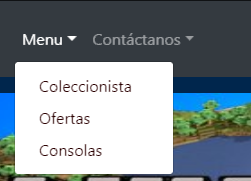 Menu Contáctanos
Coleccionista
Ofertas
Consolas